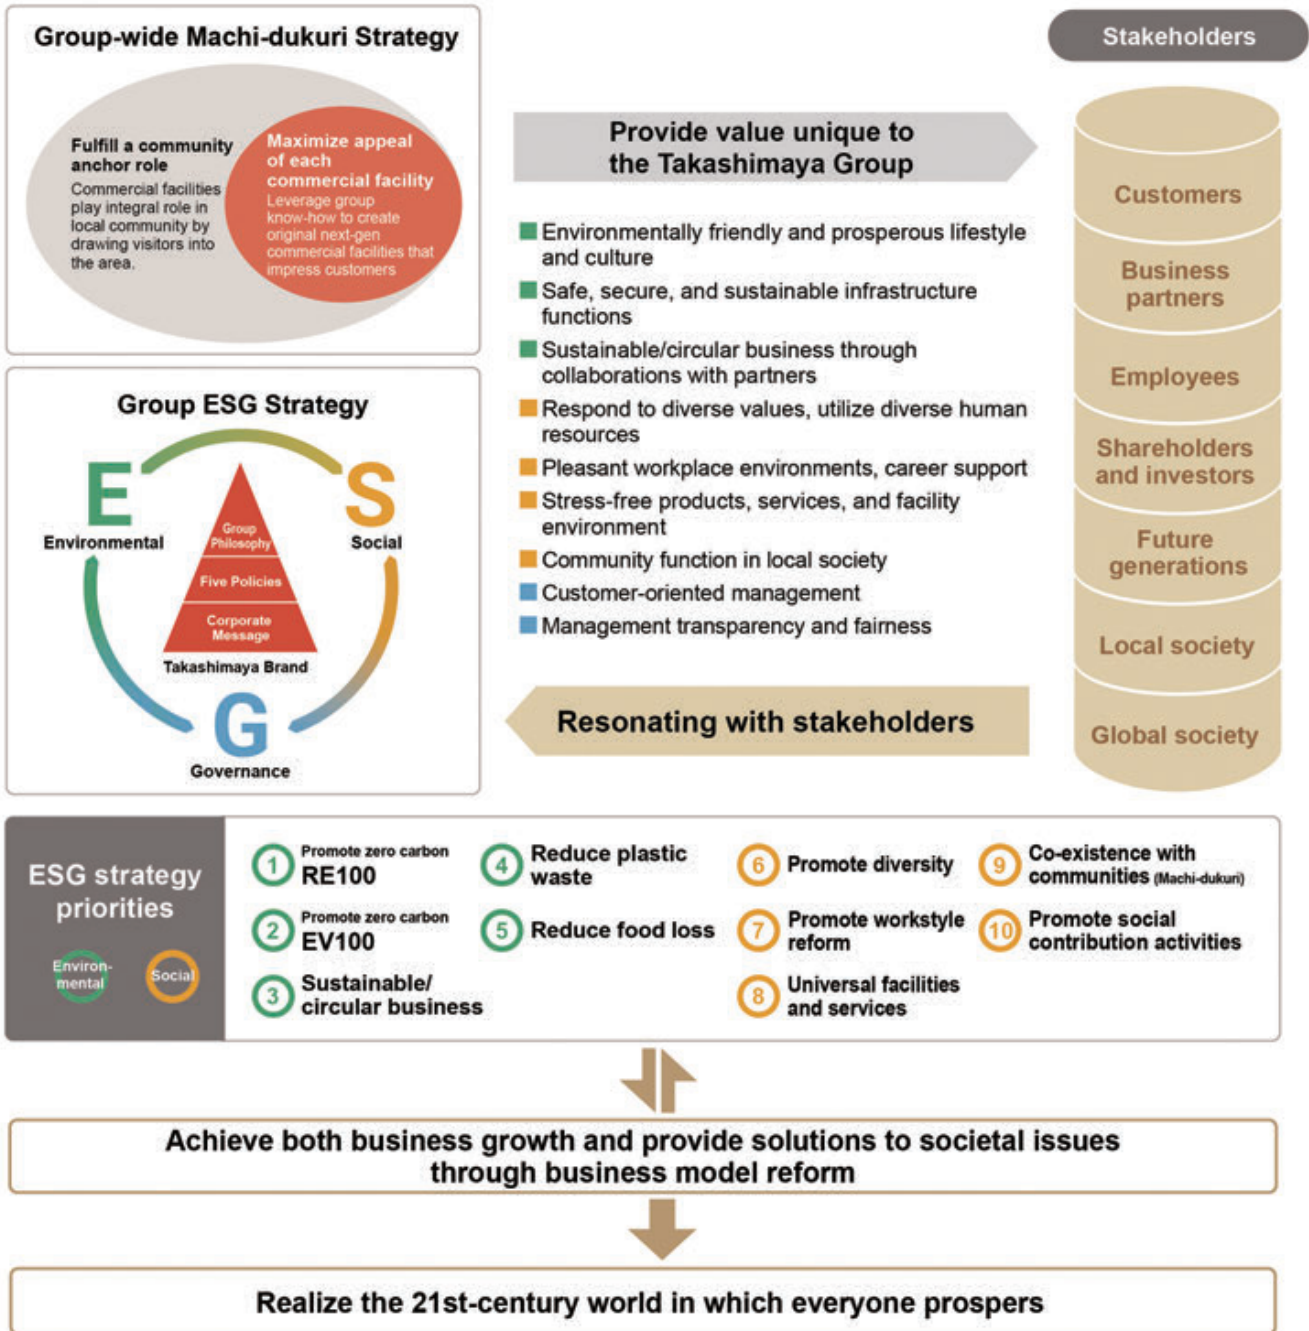 Group-wide Machi-dukuri Strategy
Fulfill a community
anchor role
Commercial facilities
play integral role in
local community by
drawing visitors into
the area.
Maximize appeal
of each
commercial facility
Leverage group
know-how to create
original next-gen
commercial facilities that
impress customers
Group ESG Strategy
E
Environmental
S
Social
Group
Philosophy
Five Policies
Corporate
Message
Takashimaya Brand
G
Governance
Provide value unique to
the Takashimaya Group
Environmentally friendly and prosperous lifestyle
and culture
Safe, secure, and sustainable infrastructure
functions
Sustainable/circular business through
collaborations with partners
Respond to diverse values, utilize diverse human
resources
Pleasant workplace environments, career support
Stress-free products, services, and facility
environment
Community function in local society
Customer-oriented management
Management transparency and fairness
Resonating with stakeholders
Stakeholders
Customers
Business
partners
Employees
Shareholders
and investors
Future
generations
Local society
Global society
ESG strategy
priorities
Environ-
mental
Social
1 Promote zero carbon
RE100
2 Promote zero carbon
EV100
3 Sustainable/
circular business
4 Reduce plastic
waste
5 Reduce food loss
6 Promote diversity
7 Promote workstyle
reform
8 Universal facilities
and services
9 Co-existence with
communities (Machi-dukuri)
10 Promote social
contribution activities
Achieve both business growth and provide solutions to societal issues
through business model reform
Realize the 21st-century world in which everyone prospers